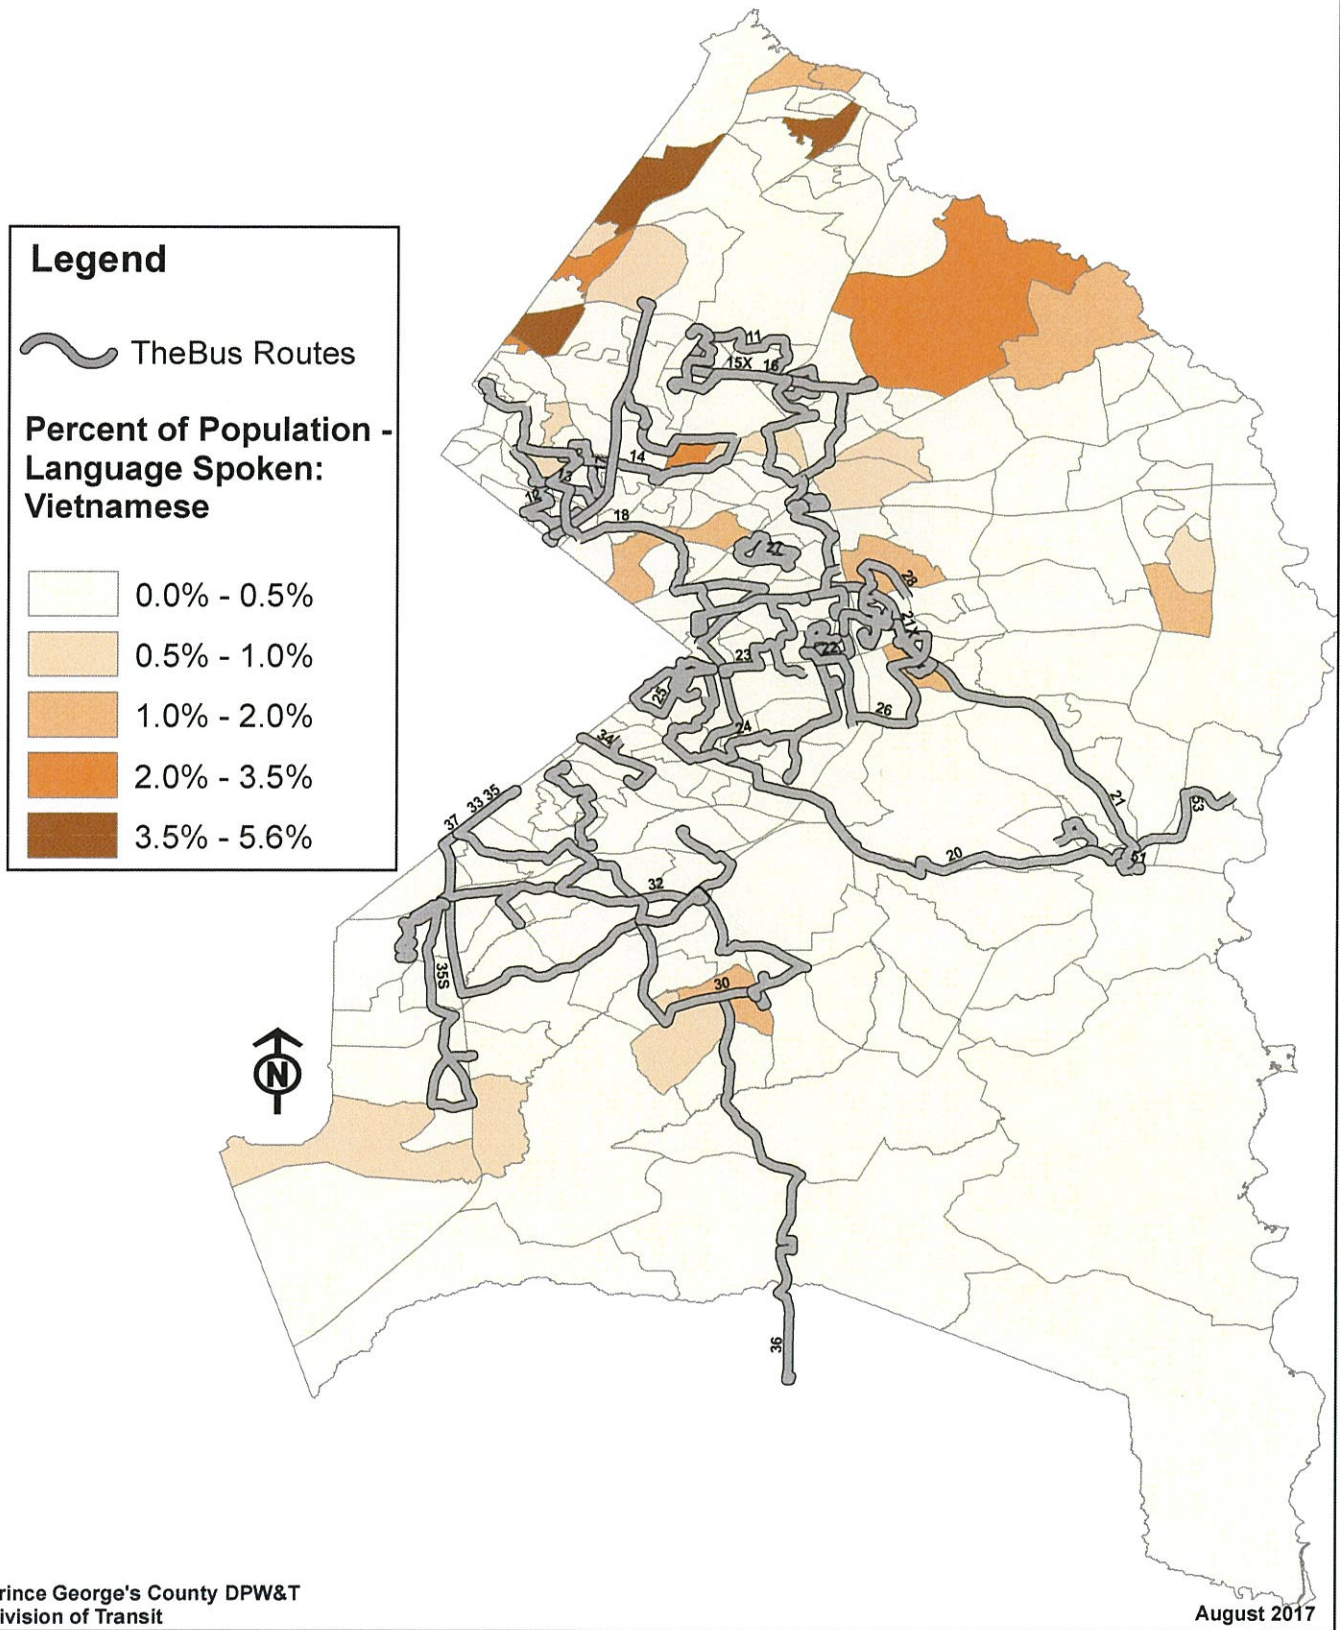 Legend
TheBus Routes
Percent of Population -
Language Spoken:
Vietnamese
0.0% - 0.5%
0.5% - 1.0%
1.0% - 2.0%
2.0% - 3.5%
3.5% - 5.6%
11
15X 16
14
13
12
18
27
28
21X
22
23
25
26
24
34
37 33 35
21
53
51
20
32
35S
30
N
36
rince George's County DPW&T
ivision of Transit
August 2017